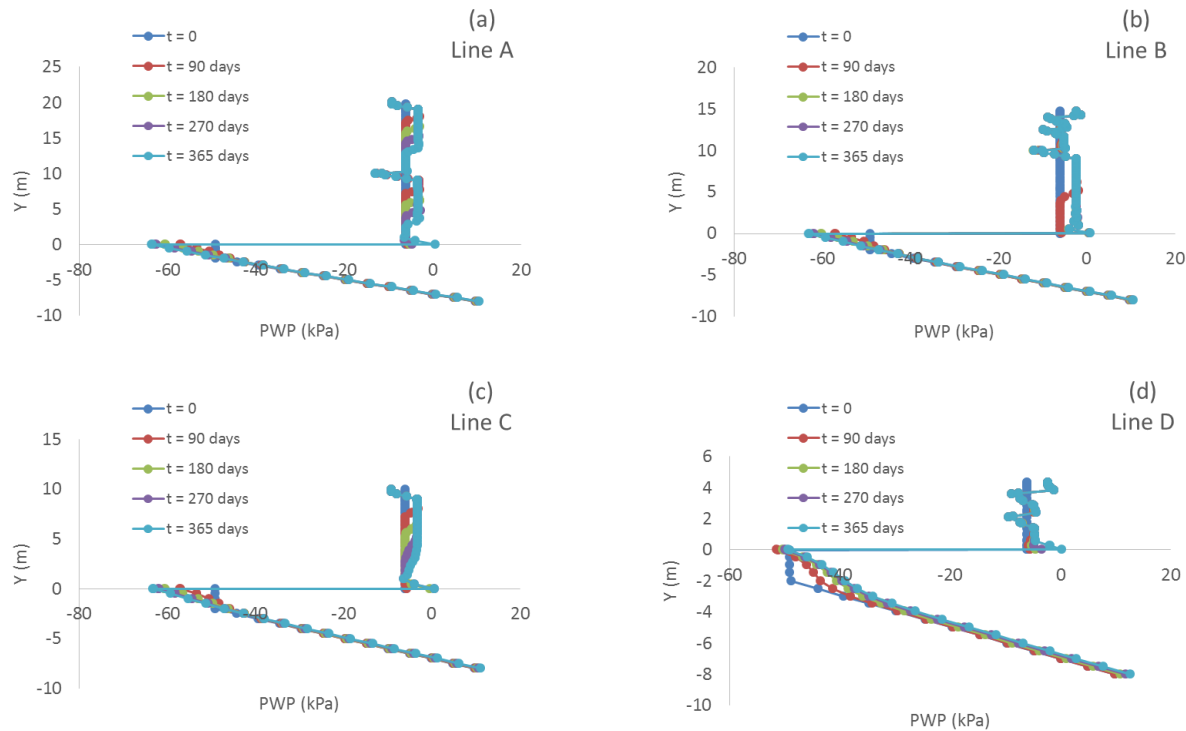 (a)
Line A
t = 0
t = 90 days
t = 180 days
t = 270 days
t = 365 days
25
20
15
10
5
0
-5
-10
Y (m)
-80
-60
-40
-20
0
20
PWP (kPa)
(b)
Line B
t = 0
t = 90 days
t = 180 days
t = 270 days
t = 365 days
20
15
10
5
0
-5
-10
Y (m)
-80
-60
-40
-20
0
20
PWP (kPa)
(c)
Line C
t = 0
t = 90 days
t = 180 days
t = 270 days
t = 365 days
15
10
5
0
-5
-10
Y (m)
-80
-60
-40
-20
0
20
PWP (kPa)
(d)
Line D
t = 0
t = 90 days
t = 180 days
t = 270 days
t = 365 days
6
4
2
0
-2
-4
-6
-8
-10
Y (m)
-60
-40
-20
0
20
PWP (kPa)